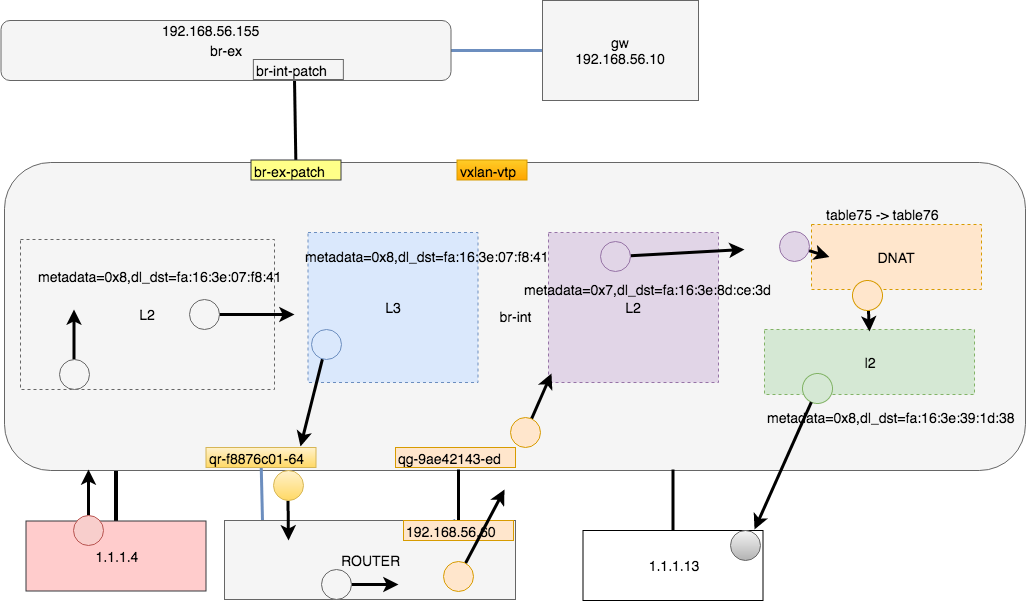 192.168.56.155
br-ex
br-int-patch
gw
192.168.56.10
br-ex-patch
vxlan-vtp
table75 -> table76
metadata=0x8,dl_dst=fa:16:3e:07:f8:41
L2
metadata=0x8,dl_dst=fa:16:3e:07:f8:41
L3
br-int
metadata=0x7,dl_dst=fa:16:3e:8d:ce:3d
L2
DNAT
l2
metadata=0x8,dl_dst=fa:16:3e:39:1d:38
qr-f8876c01-64
qg-9ae42143-ed
1.1.1.4
192.168.56.60
ROUTER
1.1.1.13